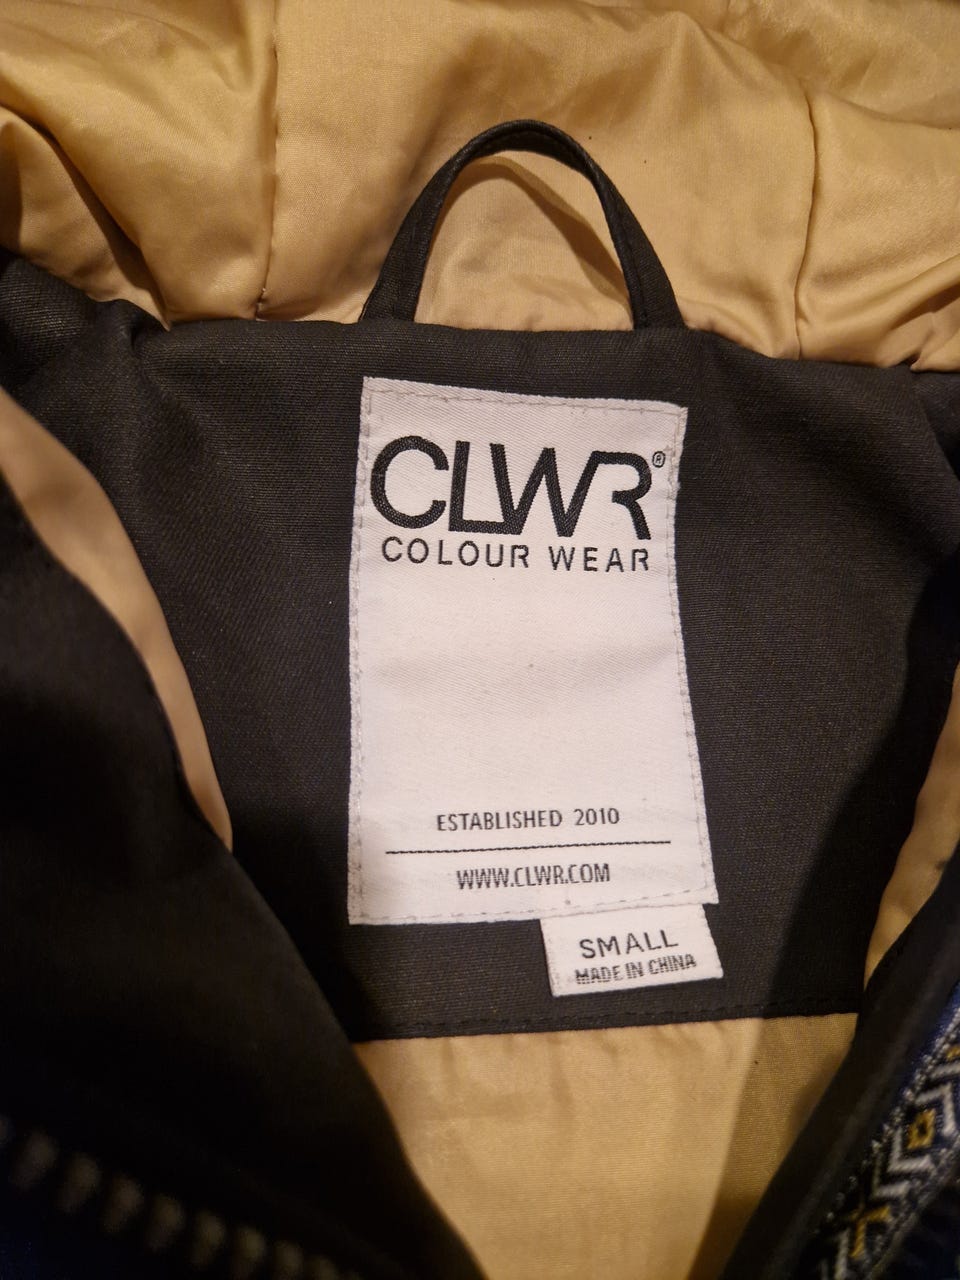 CLWR®
COLOUR WEAR
ESTABLISHED 2010
WWW.CLWR.COM
SMALL
MADE IN CHINA